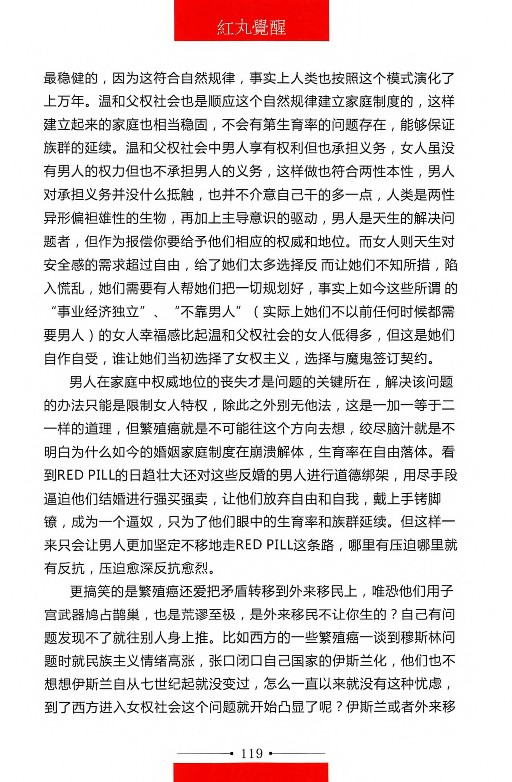 紅丸覺醒
最稳健的，因为这符合自然规律，事实上人类也按照这个模式演化了
上万年。温和父权社会也是顺应这个自然规律建立家庭制度的，这样
建立起来的家庭也相当稳固，不会有第生育率的问题存在，能够保证
族群的延续。温和父权社会中男人享有权利但也承担义务，女人虽没
有男人的权力但也不承担男人的义务，这样做也符合两性本性，男人
对承担义务并没什么抵触，也并不介意自己干的多一点，人类是两性
异形偏袒雄性的生物，再加上主导意识的驱动，男人是天生的解决问
题者，但作为报偿你要给予他们相应的权威和地位。而女人则天生对
安全感的需求超过自由，给了她们太多选择反 而让她们不知所措，陷
入慌乱，她们需要有人帮她们把一切规划好，事实上如今这些所谓 的
“事业经济独立”、“不靠男人”（实际上她们不以前任何时候都需
要男人）的女人幸福感比起温和父权社会的女人低得多，但这是她们
自作自受，谁让她们当初选择了女权主义，选择与魔鬼签订契约。
男人在家庭中权威地位的丧失才是问题的关键所在，解决该问题
的办法只能是限制女人特权，除此之外别无他法，这是一加一等于二
一样的道理，但繁殖癌就是不可能往这个方向去想，绞尽脑汁就是不
明白为什么如今的婚姻家庭制度在崩溃解体，生育率在自由落体。看
到RED PILL的日趋壮大还对这些反婚的男人进行道德绑架，用尽手段
逼迫他们结婚进行强买强卖，让他们放弃自由和自我，戴上手铐脚
镣，成为一个逼奴，只为了他们眼中的生育率和族群延续。但这样一
来只会让男人更加坚定不移地走RED PILL这条路，哪里有压迫哪里就
有反抗，压迫愈深反抗愈烈。
更搞笑的是繁殖癌还爱把矛盾转移到外来移民上，唯恐他们用子
宫武器鸠占鹊巢，也是荒谬至极，是外来移民不让你生的？自己有问
题发现不了就往别人身上推。比如西方的一些繁殖癌一谈到穆斯林问
题时就民族主义情绪高涨，张口闭口自己国家的伊斯兰化，他们也不
想想伊斯兰自从七世纪起就没变过，怎么一直以来就没有这种忧虑，
到了西方进入女权社会这个问题就开始凸显了呢？伊斯兰或者外来移
119